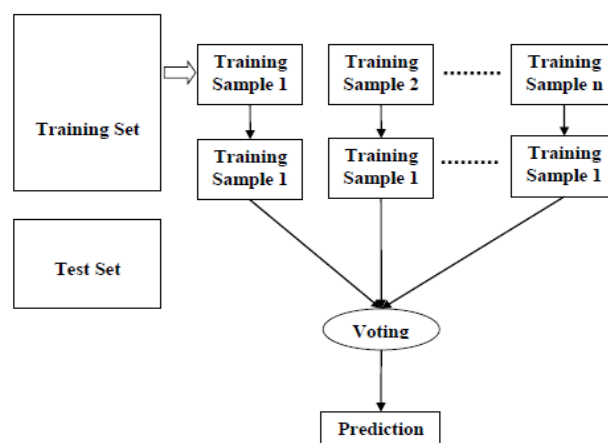 Training Set
Training
Sample 1
Training
Sample 2
.........
Training
Sample n
Training
Sample 1
Training
Sample 1
.........
Training
Sample 1
Test Set
Voting
Prediction